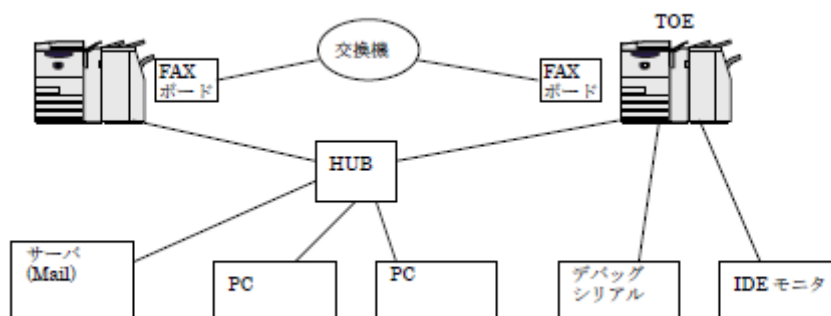 TOE
交換機
FAX
ボード
FAX
ボード
HUB
サーバ
(Mail)
PC
PC
デバッグ
シリアル
IDE モニタ